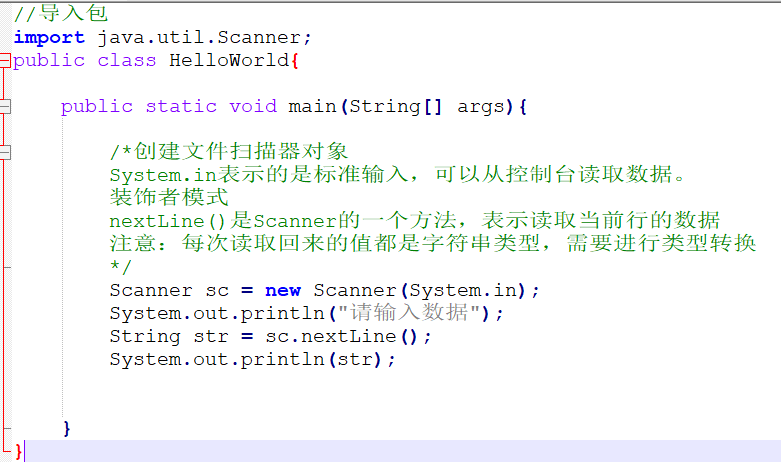 //导入包
import java.util.Scanner;
public class HelloWorld{
public static void main(String[] args){
/*创建文件扫描器对象
System.in表示的是标准输入，可以从控制台读取数据。
装饰者模式
nextLine()是Scanner的一个方法，表示读取当前行的数据
注意：每次读取回来的值都是字符串类型，需要进行类型转换
*/
Scanner sc = new Scanner(System.in);
System.out.println("请输入数据");
String str = sc.nextLine();
System.out.println(str);
}
}